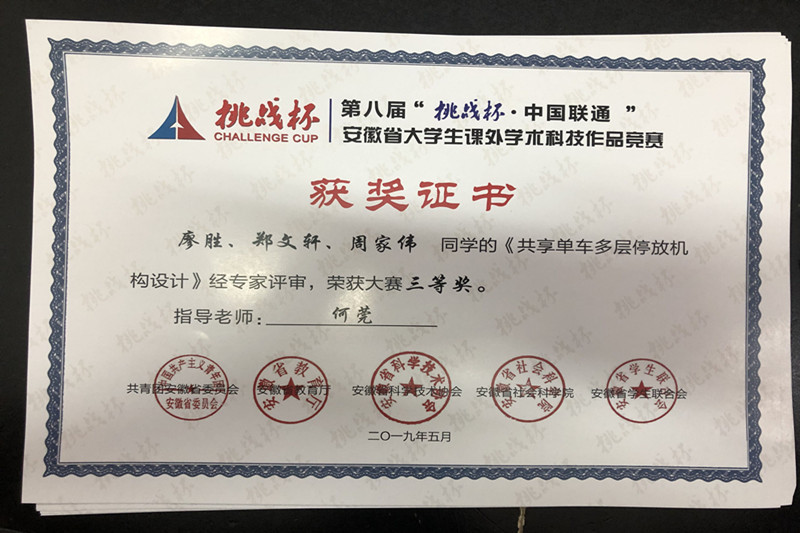 挑战杯
CHALLENGE CUP
第八届“挑战杯·中国联通”
安徽省大学生课外学术科技作品竞赛
获奖证书
廖胜、郑文轩、周家伟 同学的《共享单车多层停放机
构设计》经专家评审，荣获大赛三等奖。
指导老师：何莞
共青团安徽省委员会 安徽省教育厅 安徽省科学技术协会 安徽省社会科学院 安徽省学生联合会
二〇一九年五月